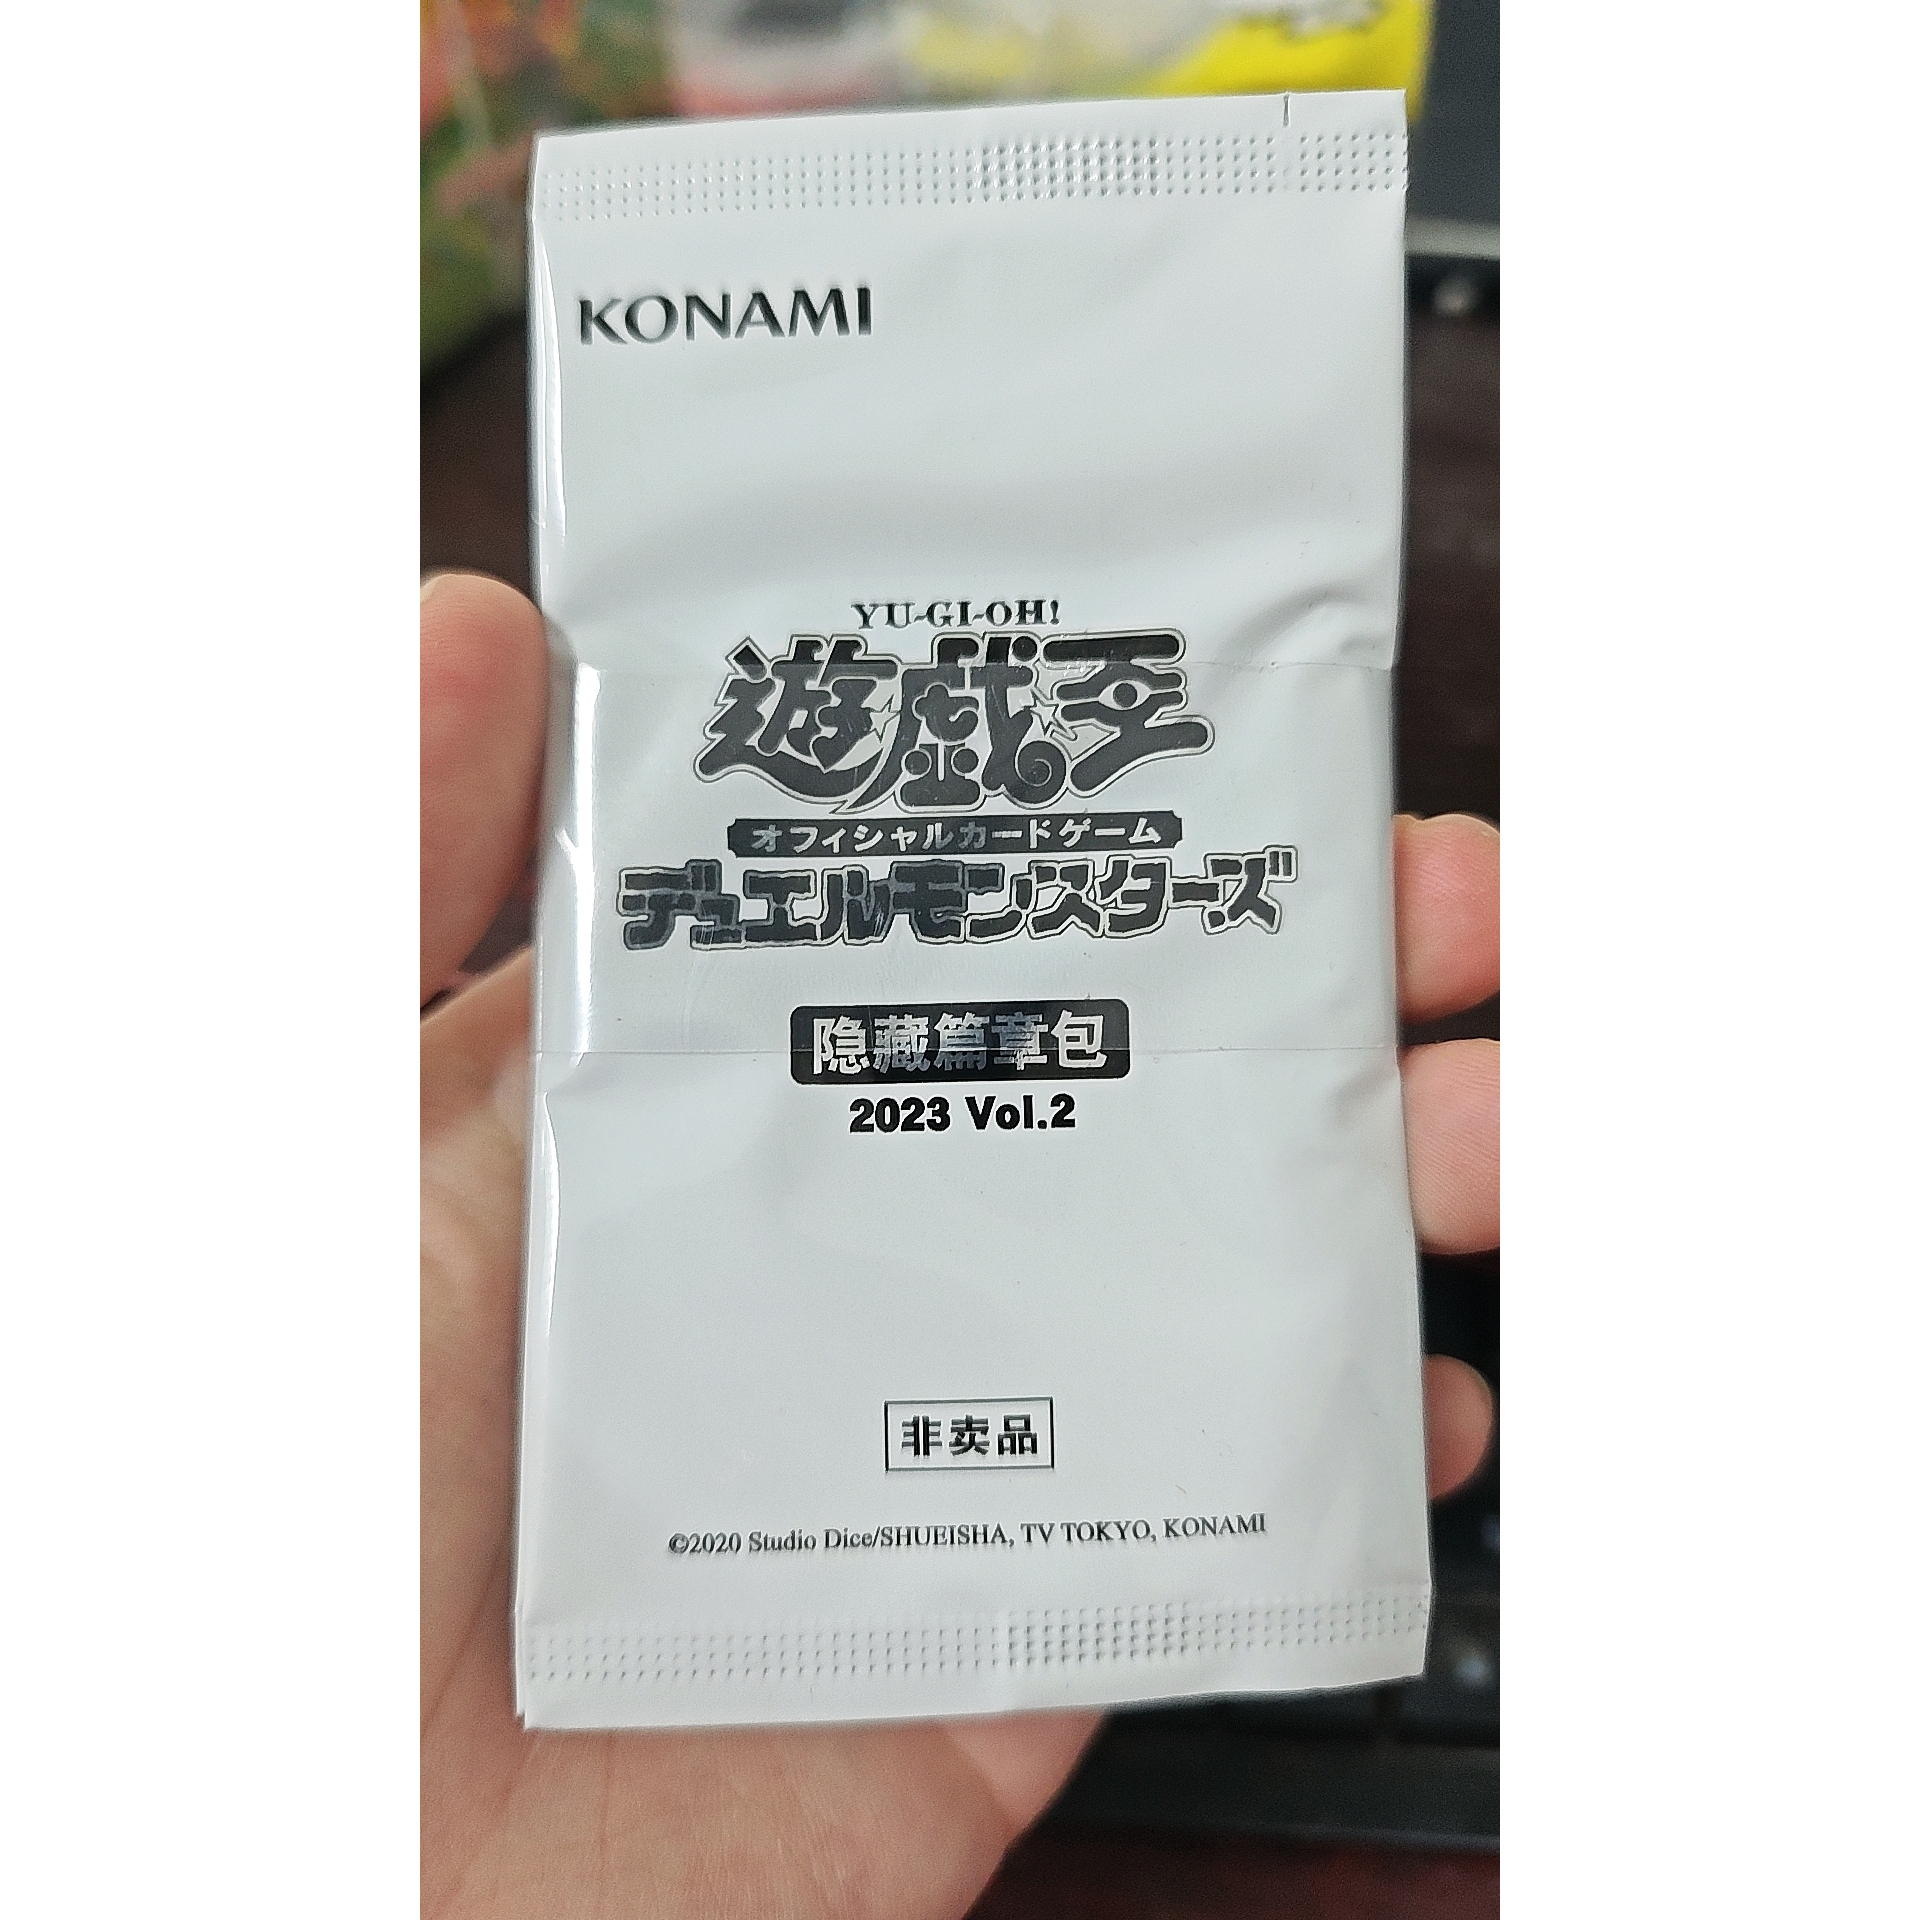 KONAMI
YU-GI-OH!
遊戯王
オフィシャルカードゲーム
デュエルモンスターズ
隐藏篇章包
2023 Vol.2
非卖品
©2020 Studio Dice/SHUEISHA, TV TOKYO, KONAMI